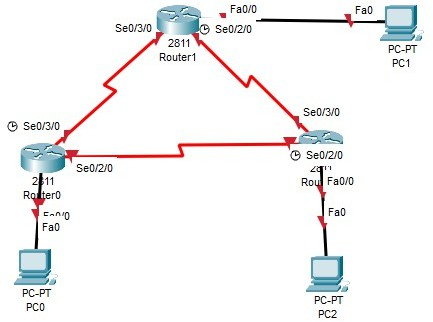 Fa0/0
Fa0
Se0/3/0
Se0/2/0
2811
Router1
PC-PT
PC1
Se0/3/0
Se0/3/0
Se0/2/0
2811
Router0
Se0/2/0
Fa0/0
Fa0
Fa0
PC-PT
PC0
PC-PT
PC2